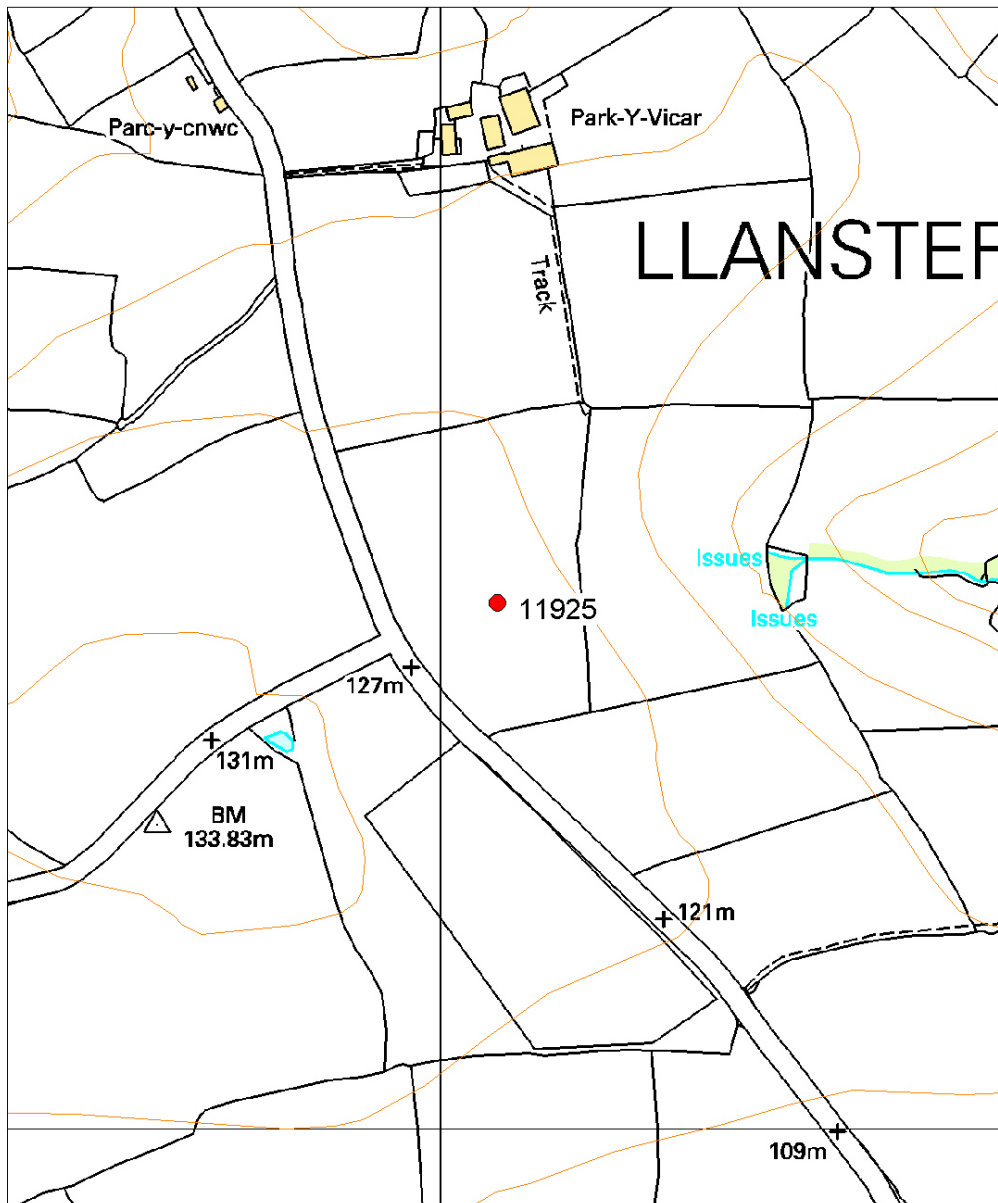 Parc-y-cnwc
Park-Y-Vicar
LLANSTEF
Track
Issues
11925
Issues
127m
131m
BM
133.83m
121m
109m